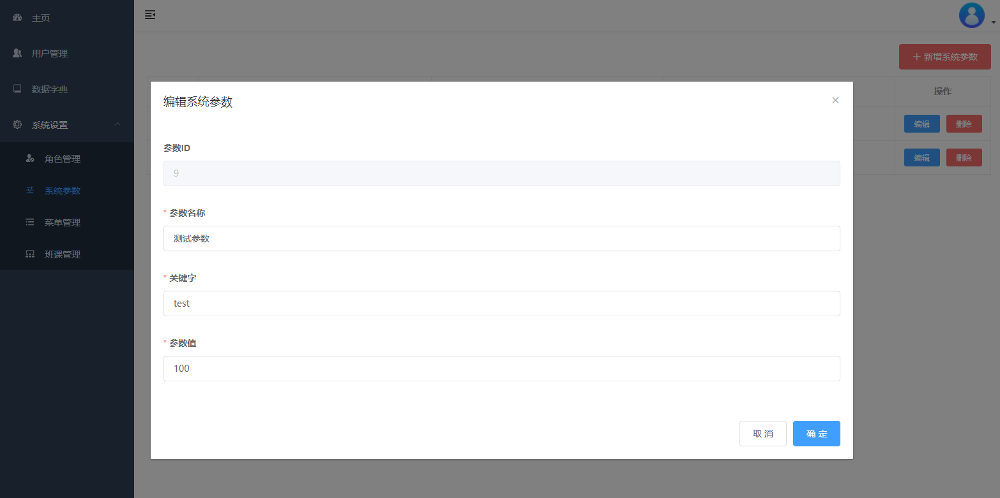 主页
用户管理
数据字典
系统设置
角色管理
系统参数
菜单管理
班课管理
+ 新增系统参数
操作
编辑 删除
编辑 删除
编辑系统参数
参数ID
9
* 参数名称
测试参数
* 关键字
test
* 参数值
100
取 消 确 定